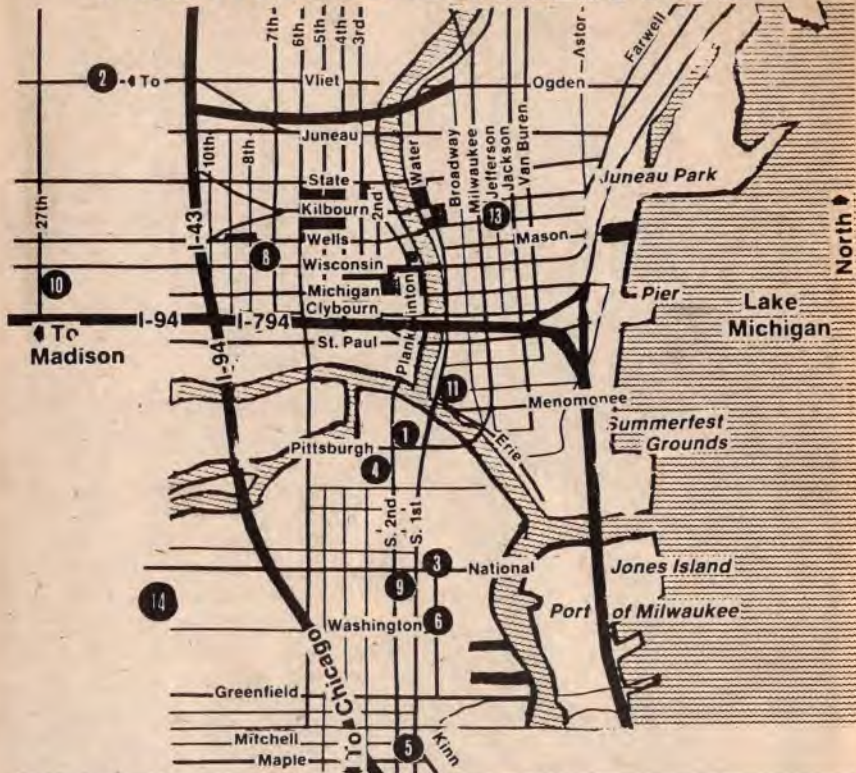 7th
6th
5th
4th
3rd
Astor
Farwell
2 To
Vliet
Ogden
Juneau
10th
8th
Water
Broadway
Milwaukee
Jefferson
Jackson
Van Buren
Juneau Park
State
2nd
Kilbourn
13
27th
I-43
Wells
Mason
North
8
Wisconsin
10
Michigan
Pier
Lake
Michigan
Clybourn
Plankinton
I-94
I-794
To
Madison
St. Paul
I-94
11
Menomonee
Summerfest
Grounds
1
Pittsburgh
Erie
4
S. 2nd
S. 1st
3
National
Jones Island
9
14
Port of Milwaukee
Washington
6
To Chicago
Greenfield
Mitchell
5
Kinn
Maple